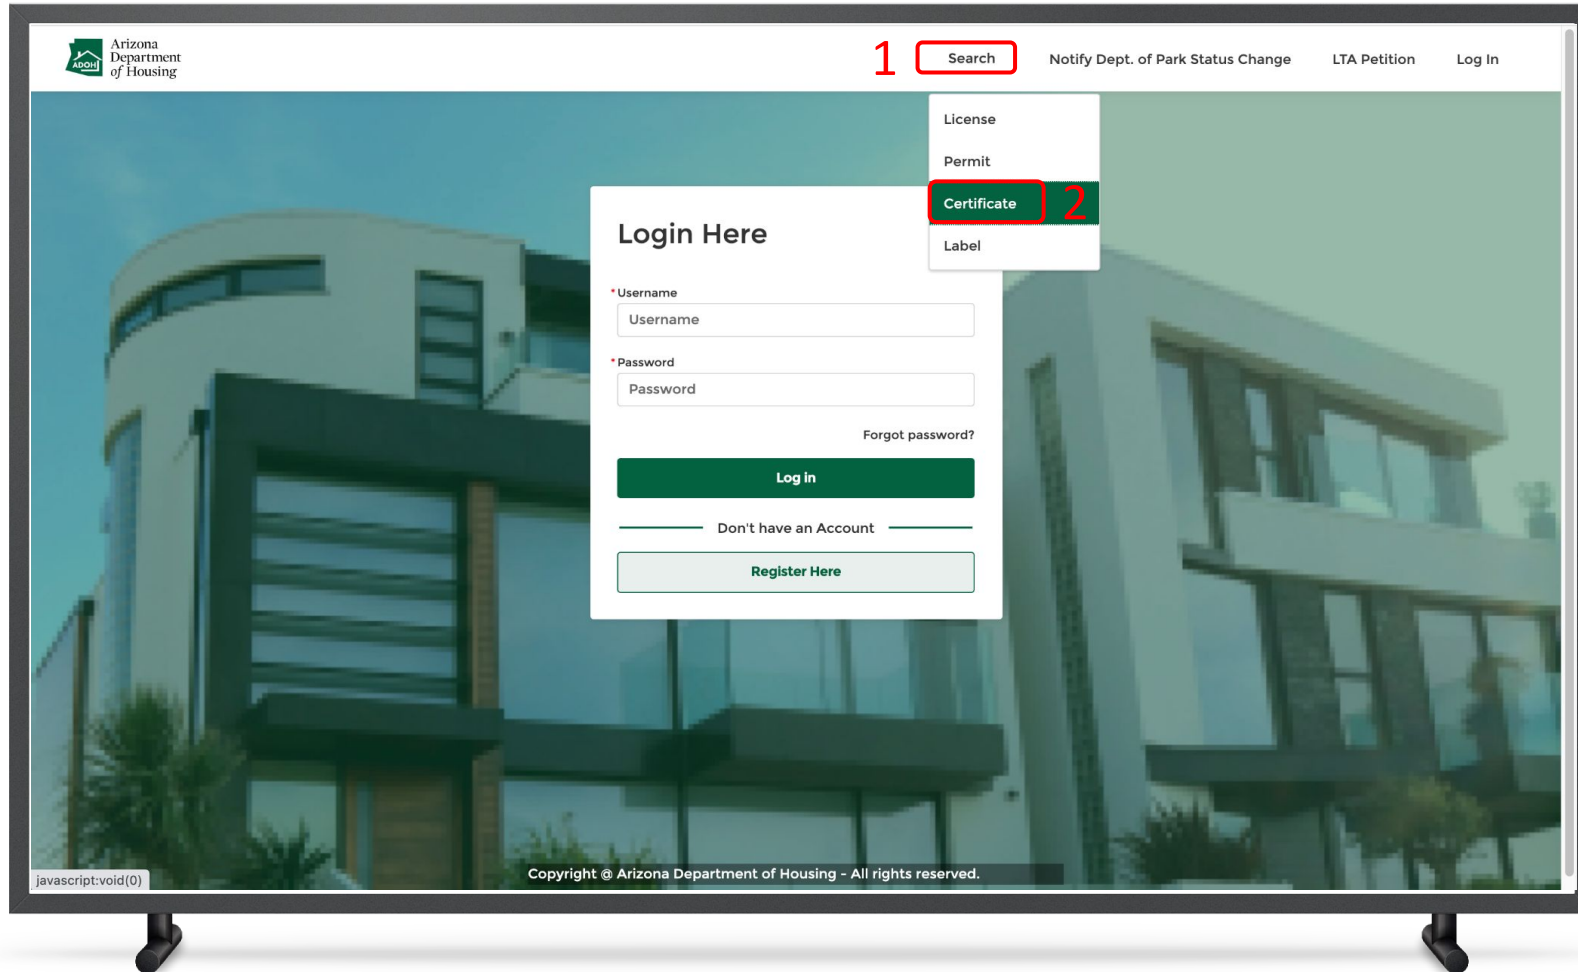 Arizona
Department
of Housing
ADOH
1
Search
Notify Dept. of Park Status Change
LTA Petition
Log In
License
Permit
Certificate
2
Label
Login Here
*Username
Username
*Password
Password
Forgot password?
Log in
Don't have an Account
Register Here
Copyright @ Arizona Department of Housing - All rights reserved.
javascript:void(0)